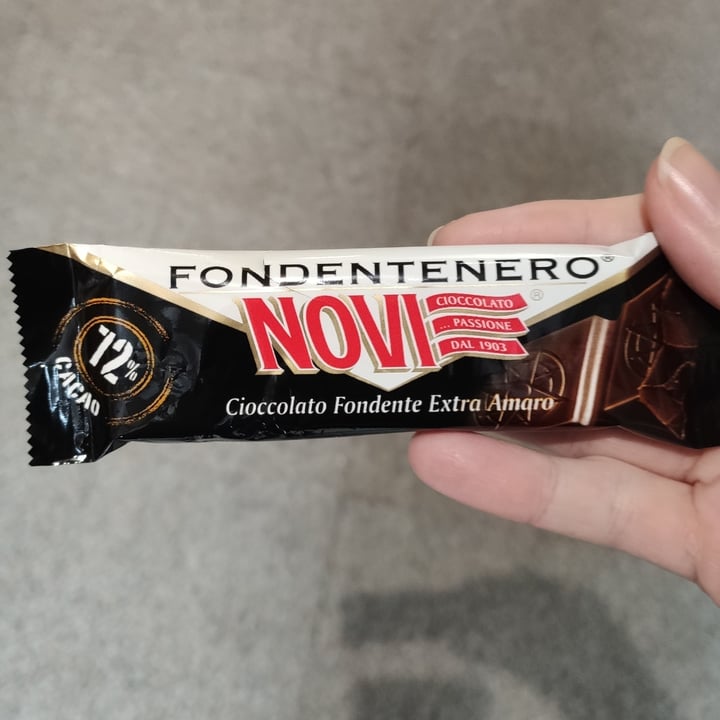 FONDENTENERO®
NOVI®
CIOCCOLATO
... PASSIONE
DAL 1903
72%
CACAO
Cioccolato Fondente Extra Amaro